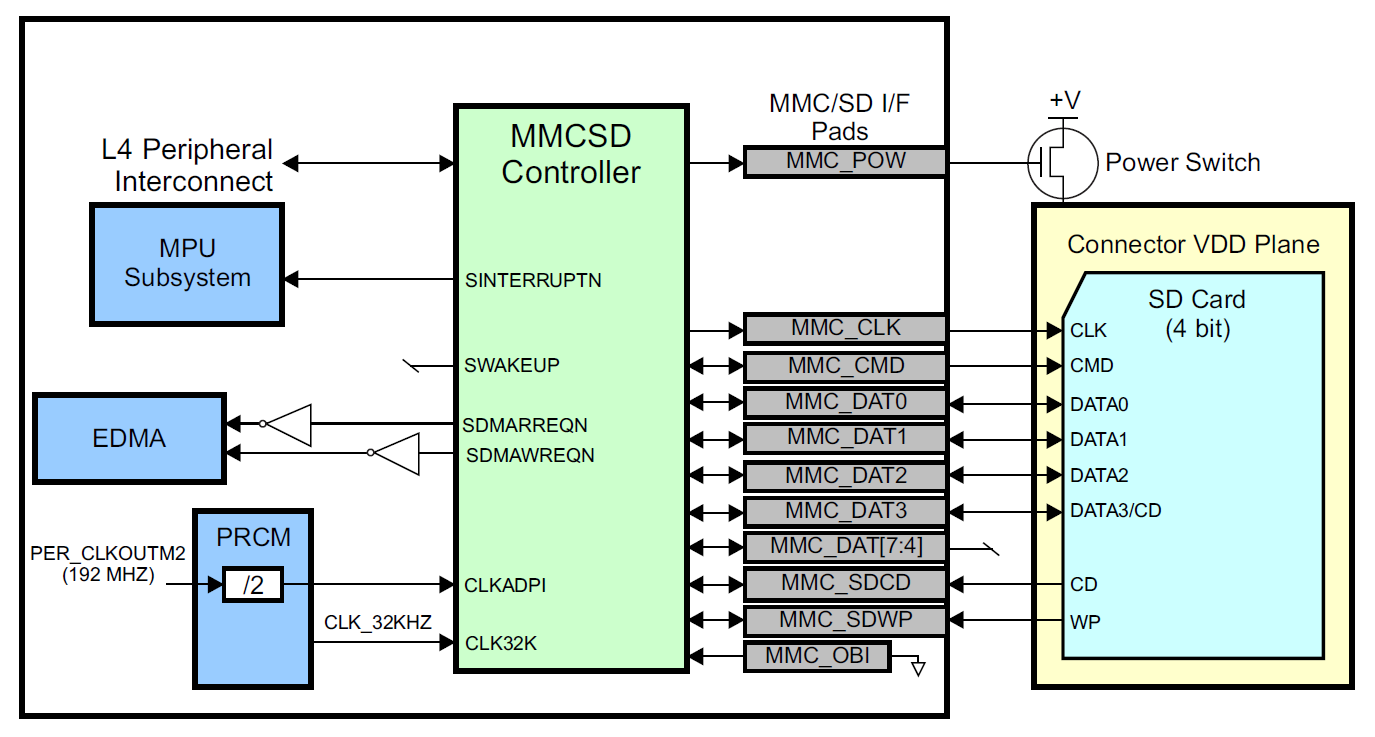 MMC/SD I/F
Pads
+V
Power Switch
L4 Peripheral
Interconnect
MPU
Subsystem
EDMA
PRCM
PER_CLKOUTM2
(192 MHZ)
/2
CLK_32KHZ
MMCSD
Controller
SINTERRUPTN
SWAKEUP
SDMARREQN
SDMAWREQN
CLKADPI
CLK32K
MMC_POW
MMC_CLK
MMC_CMD
MMC_DAT0
MMC_DAT1
MMC_DAT2
MMC_DAT3
MMC_DAT[7:4]
MMC_SDCD
MMC_SDWP
MMC_OBI
Connector VDD Plane
SD Card
(4 bit)
CLK
CMD
DATA0
DATA1
DATA2
DATA3/CD
CD
WP